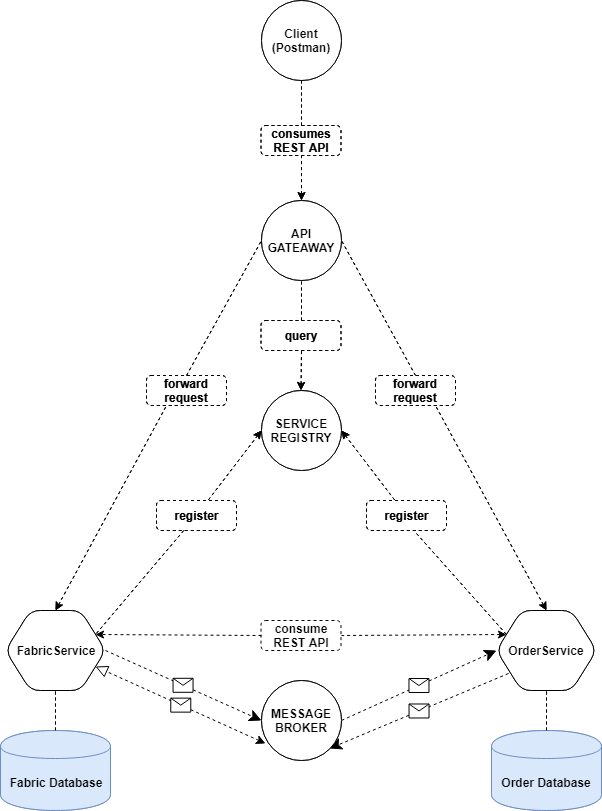 Client
(Postman)
consumes
REST API
API
GATEAWAY
query
forward
request
forward
request
SERVICE
REGISTRY
register
register
consume
REST API
FabricService
OrderService
MESSAGE
BROKER
Fabric Database
Order Database